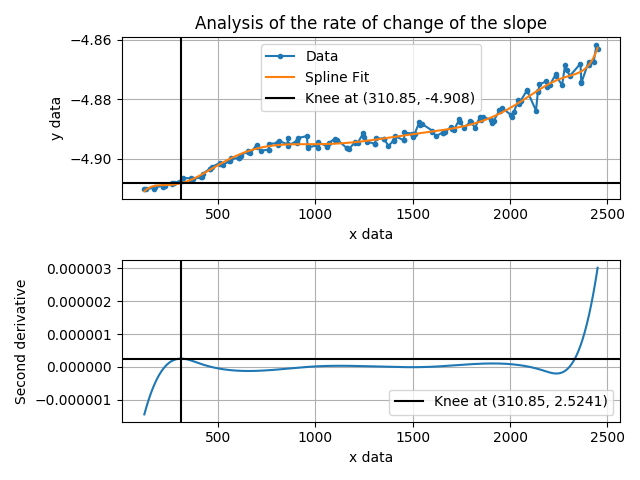 Analysis of the rate of change of the slope
Data
Spline Fit
Knee at (310.85, -4.908)
−4.86
−4.88
−4.90
y data
500
1000
1500
2000
2500
x data
0.000003
0.000002
0.000001
0.000000
−0.000001
Second derivative
Knee at (310.85, 2.5241)
500
1000
1500
2000
2500
x data